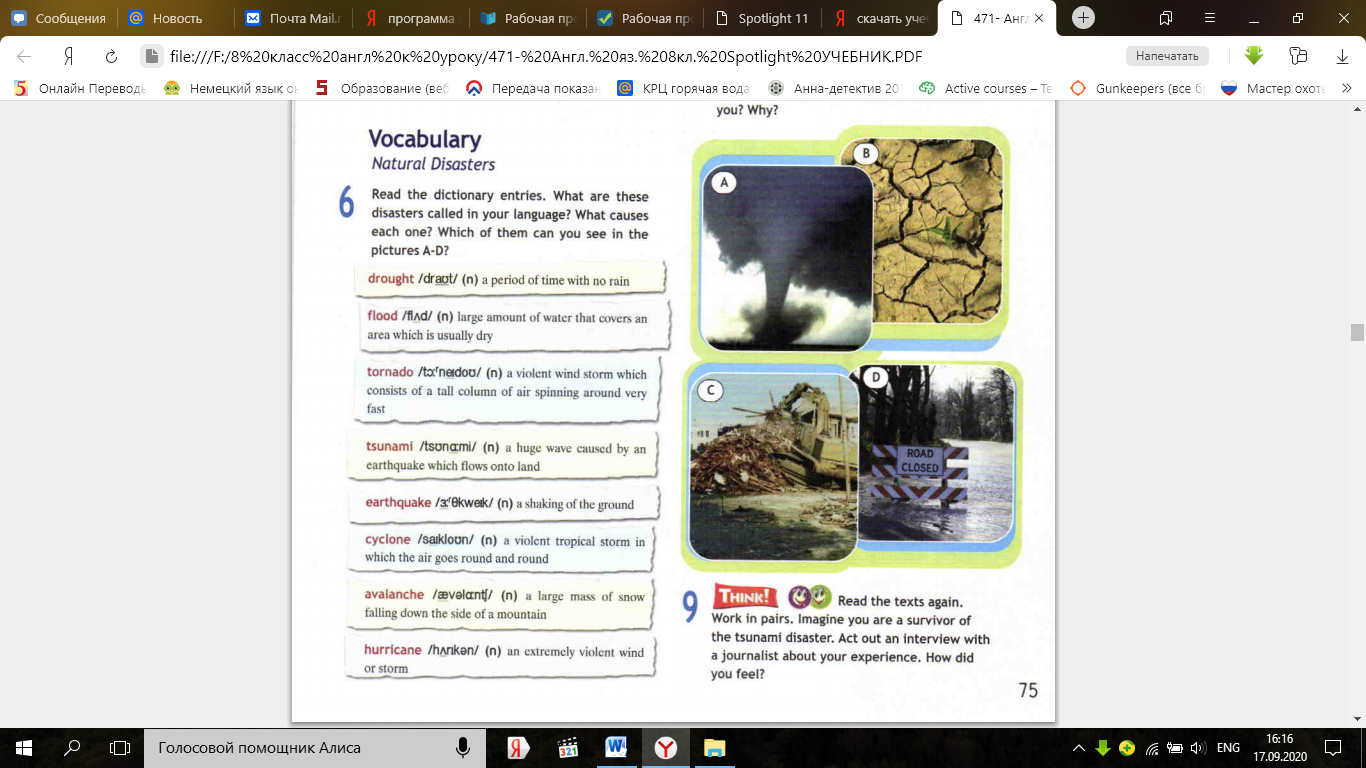 Сообщения
Новость
Почта Mail.r
программа
Рабочая про
Рабочая про
Spotlight 11
скачать учеб
471- Англ
file:///F:/8%20класс%20англ%20к%20уроку/471-%20Англ.%20яз.%208кл.%20Spotlight%20УЧЕБНИК.PDF
Напечатать
Онлайн Переводь
Немецкий язык он
Образование (веб
Передача показан
КРЦ горячая вода
Анна-детектив 20
Active courses – Te
Gunkeepers (все б
Мастер охоты
you? Why?
Vocabulary
Natural Disasters
6
Read the dictionary entries. What are these
disasters called in your language? What causes
each one? Which of them can you see in the
pictures A-D?
drought /draʊt/ (n) a period of time with no rain
flood /flʌd/ (n) large amount of water that covers an
area which is usually dry
tornado /tɔːʳneɪdoʊ/ (n) a violent wind storm which
consists of a tall column of air spinning around very
fast
tsunami /tsʊnɑːmi/ (n) a huge wave caused by an
earthquake which flows onto land
earthquake /ɜːʳθkweɪk/ (n) a shaking of the ground
cyclone /saɪkloʊn/ (n) a violent tropical storm in
which the air goes round and round
avalanche /ævəlɑːntʃ/ (n) a large mass of snow
falling down the side of a mountain
hurricane /hʌrɪkən/ (n) an extremely violent wind
or storm
A
B
C
D
ROAD
CLOSED
9
THINK!
Read the texts again.
Work in pairs. Imagine you are a survivor of
the tsunami disaster. Act out an interview with
a journalist about your experience. How did
you feel?
75
Голосовой помощник Алиса
321
ENG
16:16
17.09.2020